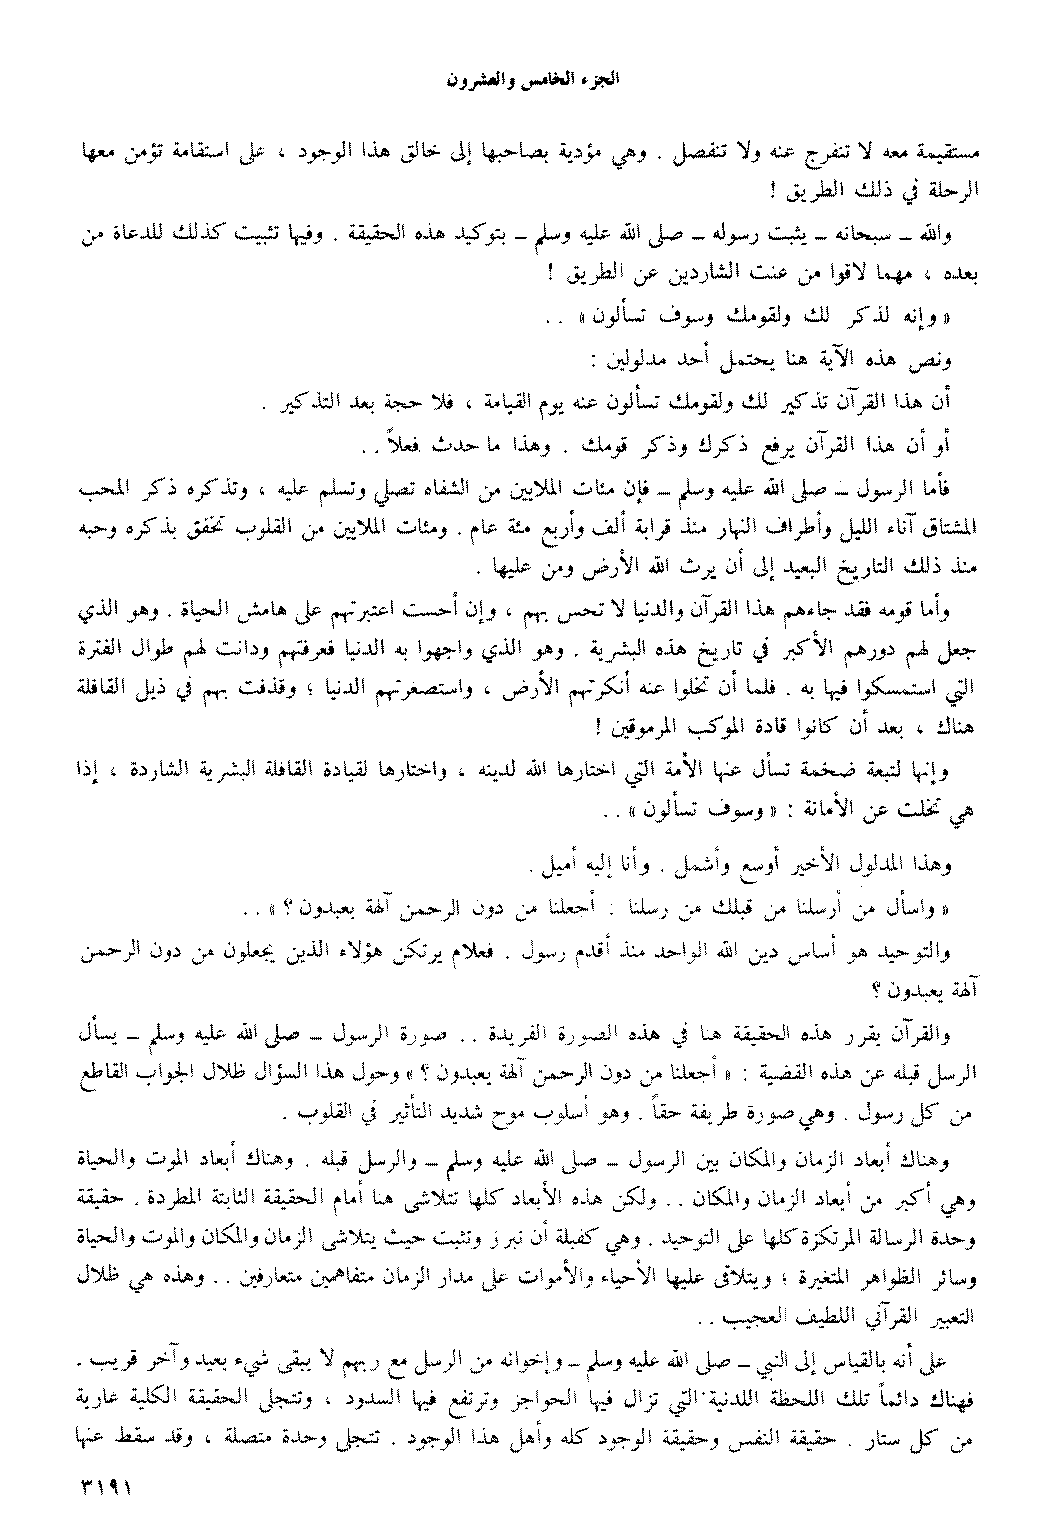 الجزء الخامس والعشرون
مستقيمة معه لا تنفرج عنه ولا تنفصل . وهي مؤدية بصاحبها إلى خالق هذا الوجود ، على استقامة تؤمن معها
الرحلة في ذلك الطريق !
والله – سبحانه – يثبت رسوله – صلى الله عليه وسلم – بتوكيد هذه الحقيقة . وفيها تثبيت كذلك للدعاة من
بعده ، مهما لاقوا من عنت الشاردين عن الطريق !
« وإنه لذكر لك ولقومك وسوف تسألون » . .
ونص هذه الآية هنا يحتمل أحد مدلولين :
أن هذا القرآن تذكير لك ولقومك تسألون عنه يوم القيامة ، فلا حجة بعد التذكير .
أو أن هذا القرآن يرفع ذكرك وذكر قومك . وهذا ما حدث فعلاً . .
فأما الرسول – صلى الله عليه وسلم – فإن مئات الملايين من الشفاه تصلي وتسلم عليه ، وتذكره ذكر المحب
المشتاق آناء الليل وأطراف النهار منذ قرابة ألف وأربع مئة عام . ومئات الملايين من القلوب تخفق بذكره وحبه
منذ ذلك التاريخ البعيد إلى أن يرث الله الأرض ومن عليها .
وأما قومه فقد جاءهم هذا القرآن والدنيا لا تحس بهم ، وإن أحست اعتبرتهم على هامش الحياة . وهو الذي
جعل لهم دورهم الأكبر في تاريخ هذه البشرية . وهو الذي واجهوا به الدنيا فعرفتهم ودانت لهم طوال الفترة
التي استمسكوا فيها به . فلما أن تخلوا عنه أنكرتهم الأرض ، واستصغرتهم الدنيا ؛ وقذفت بهم في ذيل القافلة
هناك ، بعد أن كانوا قادة الموكب المرموقين !
وإنها لتبعة ضخمة تسأل عنها الأمة التي اختارها الله لدينه ، واختارها لقيادة القافلة البشرية الشاردة ، إذا
هي تخلت عن الأمانة : « وسوف تسألون » . .
وهذا المدلول الأخير أوسع وأشمل . وأنا إليه أميل .
« واسأل من أرسلنا من قبلك من رسلنا : أجعلنا من دون الرحمن آلهة يعبدون ؟ » . .
والتوحيد هو أساس دين الله الواحد منذ أقدم رسول . فعلام يرتكن هؤلاء الذين يجعلون من دون الرحمن
آلهة يعبدون ؟
والقرآن يقرر هذه الحقيقة هنا في هذه الصورة الفريدة . . صورة الرسول – صلى الله عليه وسلم – يسأل
الرسل قبله عن هذه القضية : « أجعلنا من دون الرحمن آلهة يعبدون ؟ » وحول هذا السؤال ظلال الجواب القاطع
من كل رسول . وهي صورة طريفة حقاً . وهو أسلوب موح شديد التأثير في القلوب .
وهناك أبعاد الزمان والمكان بين الرسول – صلى الله عليه وسلم – والرسل قبله . وهناك أبعاد الموت والحياة
وهي أكبر من أبعاد الزمان والمكان . . ولكن هذه الأبعاد كلها تتلاشى هنا أمام الحقيقة الثابتة المطردة . حقيقة
وحدة الرسالة المرتكزة كلها على التوحيد . وهي كفيلة أن تبرز وتثبت حيث يتلاشى الزمان والمكان والموت والحياة
وسائر الظواهر المتغيرة ؛ ويتلاقى عليها الأحياء والأموات على مدار الزمان متفاهمين متعارفين . . وهذه هي ظلال
التعبير القرآني اللطيف العجيب . .
على أنه بالقياس إلى النبي – صلى الله عليه وسلم – وإخوانه من الرسل مع ربهم لا يبقى شيء بعيد وآخر قريب .
فهناك دائماً تلك اللحظة اللدنية التي تزال فيها الحواجز وترتفع فيها السدود ، وتتجلى الحقيقة الكلية عارية
من كل ستار . حقيقة النفس وحقيقة الوجود كله وأهل هذا الوجود . تتجلى وحدة متصلة ، وقد سقط عنها
٣١٩١